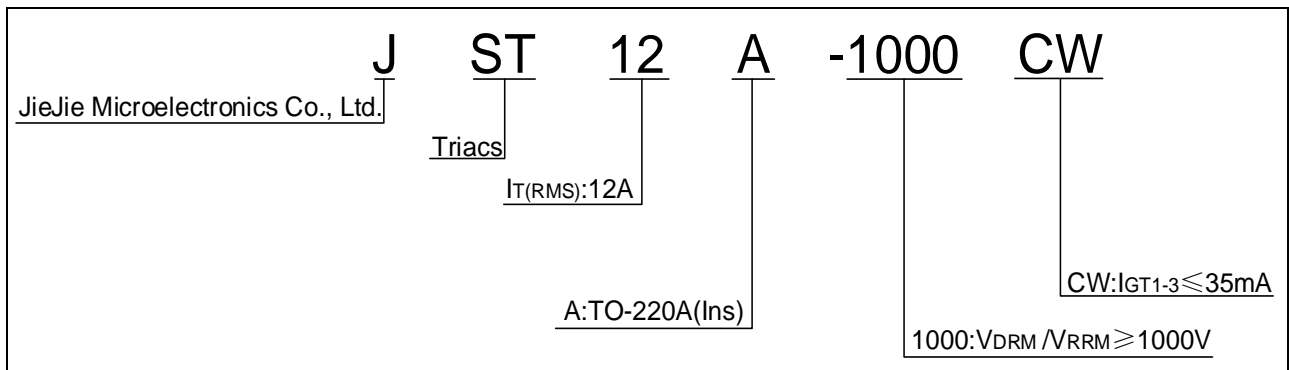 J ST 12 A -1000 CW
JieJie Microelectronics Co., Ltd.
Triacs
IT(RMS):12A
CW:IGT1-3≤35mA
A:TO-220A(Ins)
1000:VDRM /VRRM≥1000V